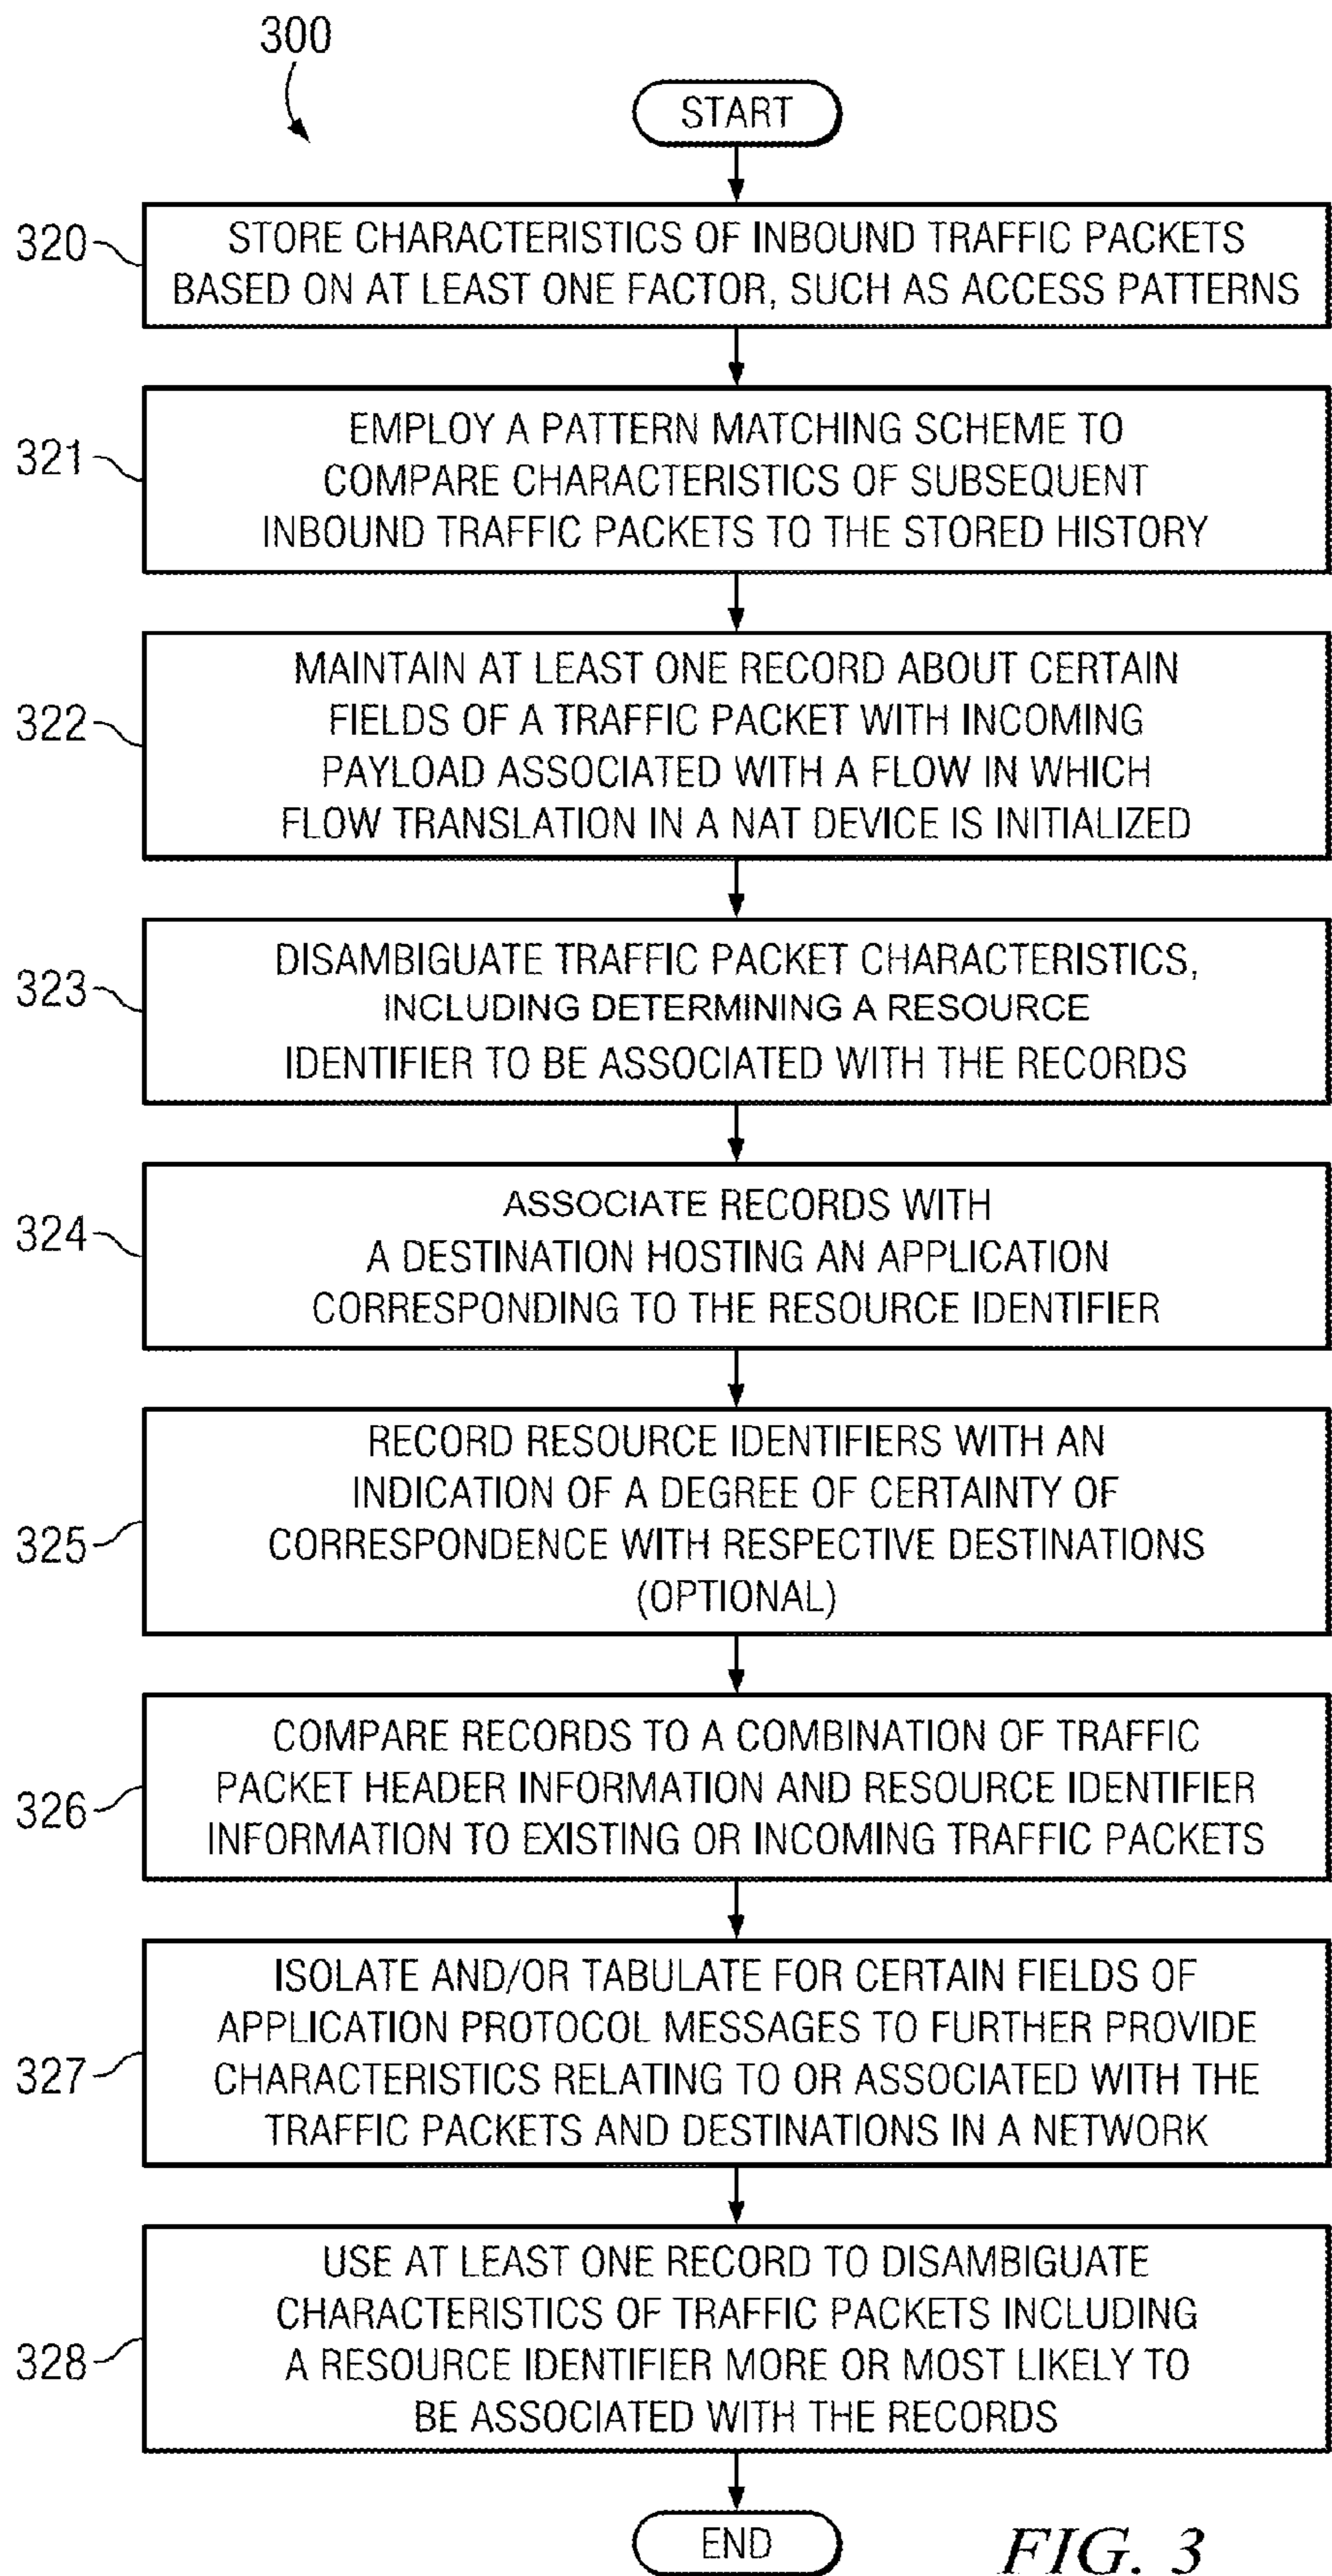 300
START
320
STORE CHARACTERISTICS OF INBOUND TRAFFIC PACKETS
BASED ON AT LEAST ONE FACTOR, SUCH AS ACCESS PATTERNS
321
EMPLOY A PATTERN MATCHING SCHEME TO
COMPARE CHARACTERISTICS OF SUBSEQUENT
INBOUND TRAFFIC PACKETS TO THE STORED HISTORY
322
MAINTAIN AT LEAST ONE RECORD ABOUT CERTAIN
FIELDS OF A TRAFFIC PACKET WITH INCOMING
PAYLOAD ASSOCIATED WITH A FLOW IN WHICH
FLOW TRANSLATION IN A NAT DEVICE IS INITIALIZED
323
DISAMBIGUATE TRAFFIC PACKET CHARACTERISTICS,
INCLUDING DETERMINING A RESOURCE
IDENTIFIER TO BE ASSOCIATED WITH THE RECORDS
324
ASSOCIATE RECORDS WITH
A DESTINATION HOSTING AN APPLICATION
CORRESPONDING TO THE RESOURCE IDENTIFIER
325
RECORD RESOURCE IDENTIFIERS WITH AN
INDICATION OF A DEGREE OF CERTAINTY OF
CORRESPONDENCE WITH RESPECTIVE DESTINATIONS
(OPTIONAL)
326
COMPARE RECORDS TO A COMBINATION OF TRAFFIC
PACKET HEADER INFORMATION AND RESOURCE IDENTIFIER
INFORMATION TO EXISTING OR INCOMING TRAFFIC PACKETS
327
ISOLATE AND/OR TABULATE FOR CERTAIN FIELDS OF
APPLICATION PROTOCOL MESSAGES TO FURTHER PROVIDE
CHARACTERISTICS RELATING TO OR ASSOCIATED WITH THE
TRAFFIC PACKETS AND DESTINATIONS IN A NETWORK
328
USE AT LEAST ONE RECORD TO DISAMBIGUATE
CHARACTERISTICS OF TRAFFIC PACKETS INCLUDING
A RESOURCE IDENTIFIER MORE OR MOST LIKELY TO
BE ASSOCIATED WITH THE RECORDS
END
FIG. 3